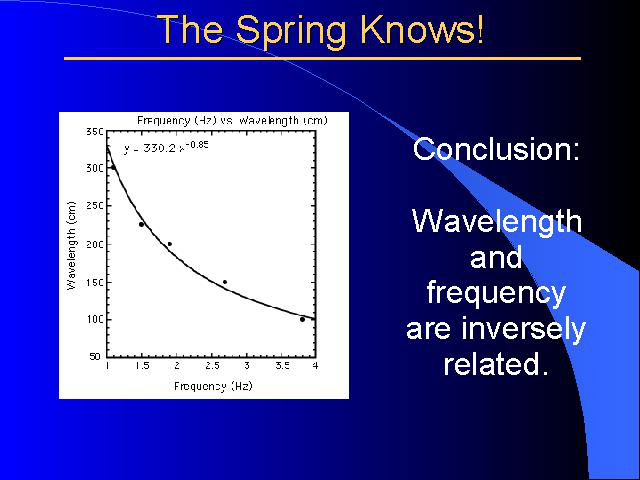 The Spring Knows!
Frequency (Hz) vs. Wavelength (cm)
y = 330.2 x^-0.85
350
300
250
200
150
100
50
Wavelength (cm)
1 1.5 2 2.5 3 3.5 4
Frequency (Hz)
Conclusion:
Wavelength
and
frequency
are inversely
related.